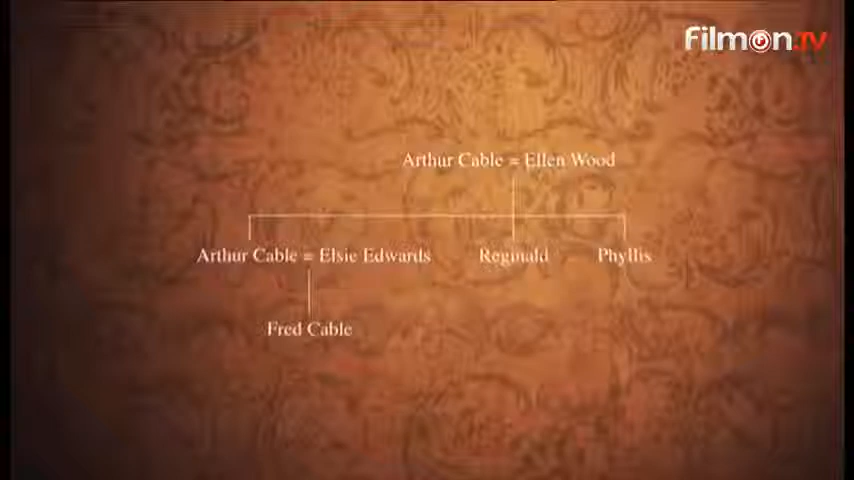 Filmon.TV
Arthur Cable = Ellen Wood
Arthur Cable = Elsie Edwards Reginald Phyllis
Fred Cable